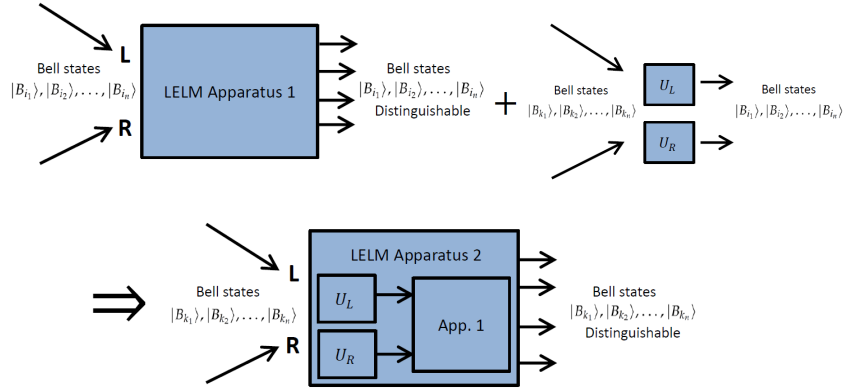 L
Bell states
|B_{i_1}⟩, |B_{i_2}⟩, . . . , |B_{i_n}⟩
R
LELM Apparatus 1
Bell states
|B_{i_1}⟩, |B_{i_2}⟩, . . . , |B_{i_n}⟩
Distinguishable
+
Bell states
|B_{k_1}⟩, |B_{k_2}⟩, . . . , |B_{k_n}⟩
U_L
U_R
Bell states
|B_{i_1}⟩, |B_{i_2}⟩, . . . , |B_{i_n}⟩
⇒
L
Bell states
|B_{k_1}⟩, |B_{k_2}⟩, . . . , |B_{k_n}⟩
R
LELM Apparatus 2
U_L
U_R
App. 1
Bell states
|B_{k_1}⟩, |B_{k_2}⟩, . . . , |B_{k_n}⟩
Distinguishable